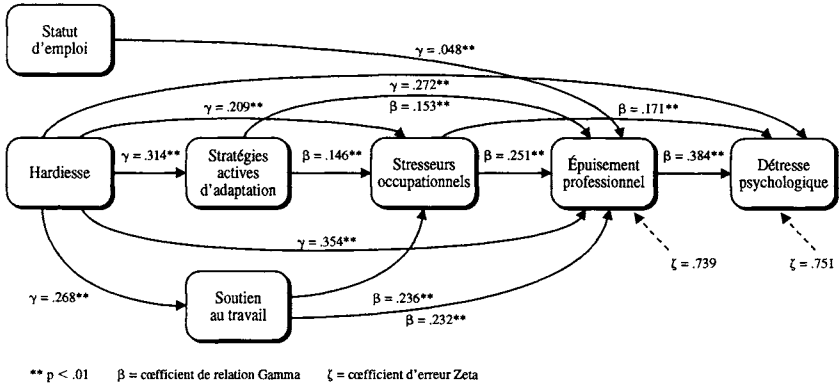 Statut
d'emploi
γ = .048**
γ = .272**
γ = .209**
β = .153**
β = .171**
Hardiesse
γ = .314**
Stratégies
actives
d'adaptation
β = .146**
Stresseurs
occupationnels
β = .251**
Épuisement
professionnel
β = .384**
Détresse
psychologique
γ = .354**
ζ = .739
ζ = .751
γ = .268**
Soutien
au travail
β = .236**
β = .232**
** p < .01 β = cœfficient de relation Gamma ζ = cœfficient d'erreur Zeta